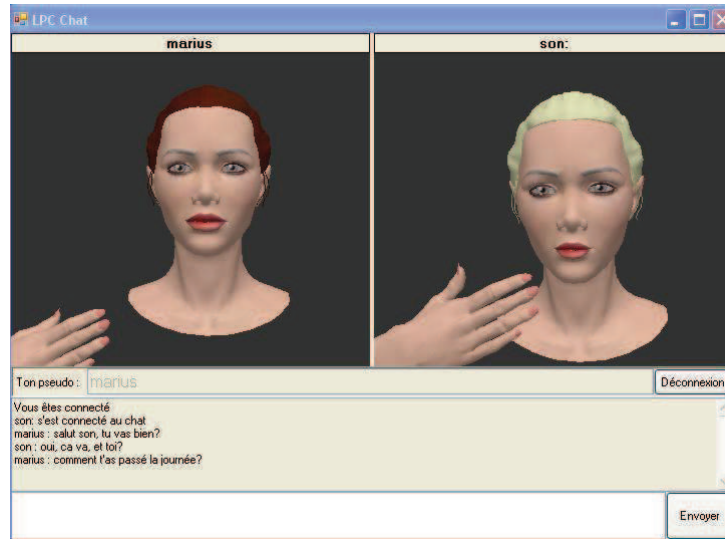 LPC Chat
marius
son:
Ton pseudo : marius
Déconnexion
Vous êtes connecté
son: s'est connecté au chat
marius : salut son, tu vas bien?
son : oui, ca va, et toi?
marius : comment t'as passé la journée?
Envoyer